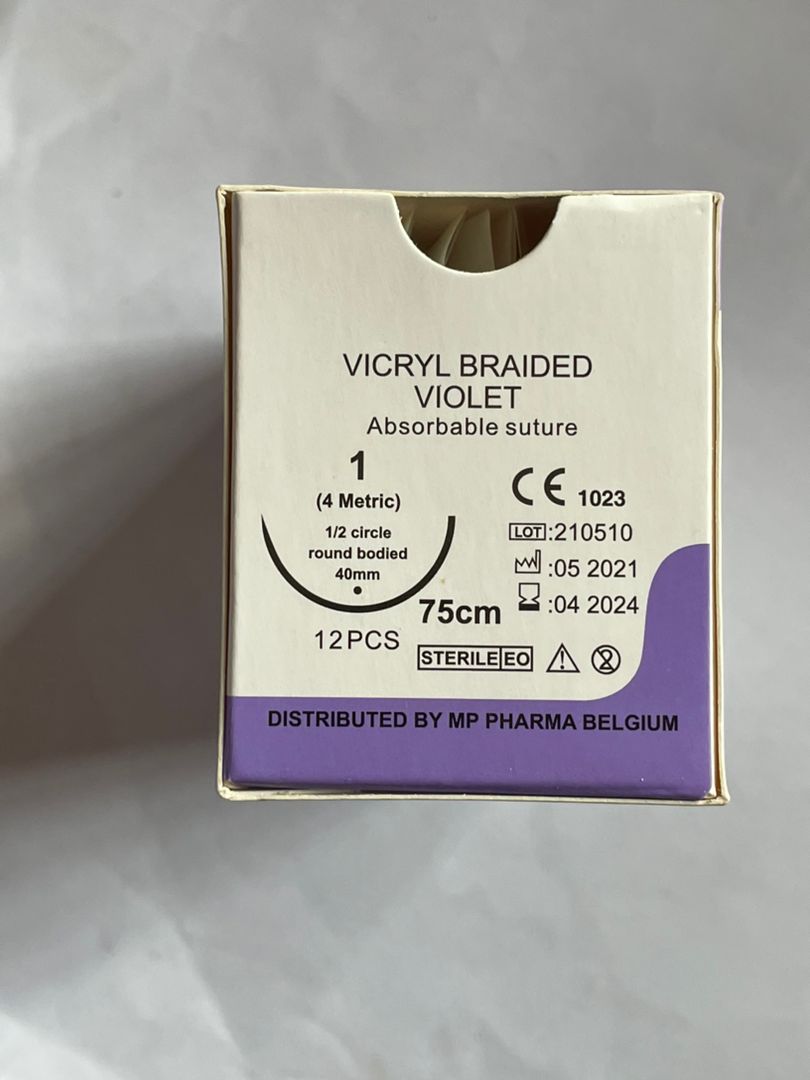 VICRYL BRAIDED
VIOLET
Absorbable suture
1
(4 Metric)
1/2 circle
round bodied
40mm
75cm
12PCS
CE 1023
LOT:210510
:05 2021
:04 2024
STERILE EO
2
DISTRIBUTED BY MP PHARMA BELGIUM